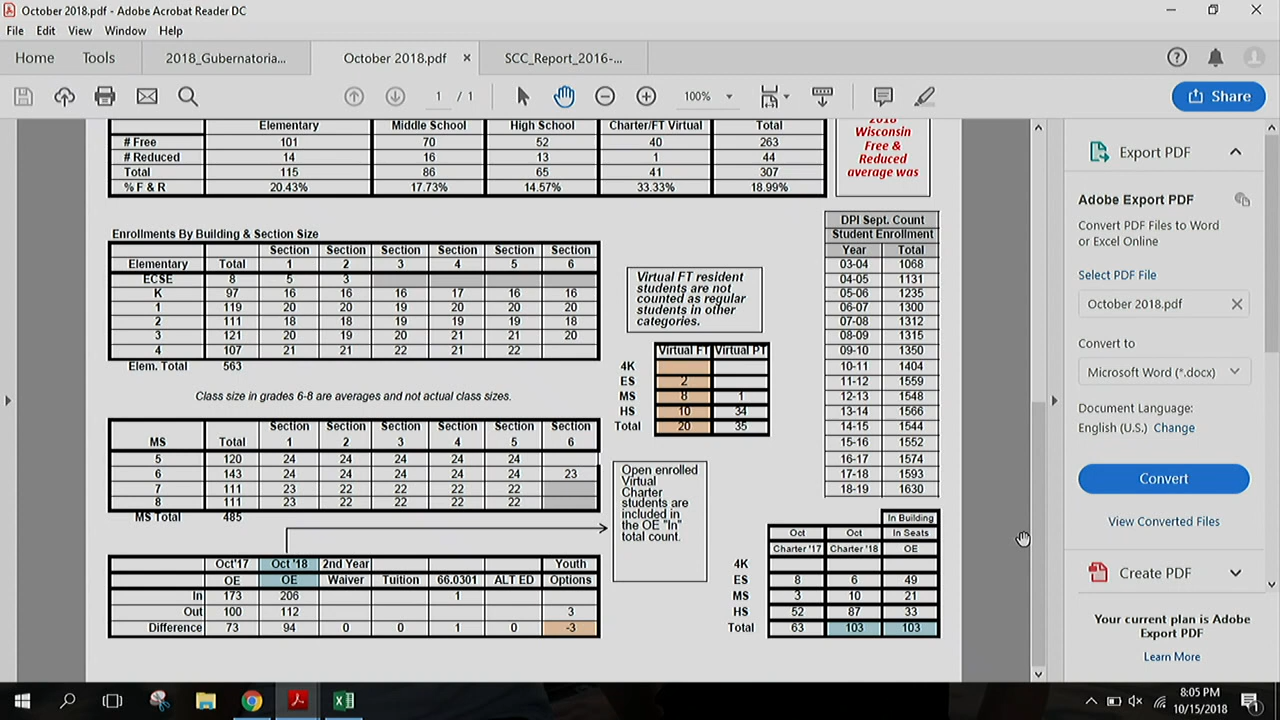 October 2018.pdf - Adobe Acrobat Reader DC
File Edit View Window Help
Home Tools 2018_Gubernatoria... October 2018.pdf × SCC_Report_2016-...
1 / 1 100% Share
Elementary Middle School High School Charter/FT Virtual Total
# Free 101 70 52 40 263
# Reduced 14 16 13 1 44
Total 115 86 65 41 307
% F & R 20.43% 17.73% 14.57% 33.33% 18.99%
2018
Wisconsin
Free &
Reduced
average was
Enrollments By Building & Section Size
Section Section Section Section Section Section
Elementary Total 1 2 3 4 5 6
ECSE 8 5 3
K 97 16 16 16 17 16 16
1 119 20 20 19 20 20 20
2 111 18 18 19 19 19 18
3 121 20 19 20 21 21 20
4 107 21 21 22 21 22
Elem. Total 563
Virtual FT resident
students are not
counted as regular
students in other
categories.
Virtual FT Virtual PT
4K
ES 2
MS 8 1
HS 10 34
Total 20 35
DPI Sept. Count
Student Enrollment
Year Total
03-04 1068
04-05 1131
05-06 1235
06-07 1300
07-08 1312
08-09 1315
09-10 1350
10-11 1404
11-12 1559
12-13 1548
13-14 1566
14-15 1544
15-16 1552
16-17 1574
17-18 1593
18-19 1630
Class size in grades 6-8 are averages and not actual class sizes.
Section Section Section Section Section Section
MS Total 1 2 3 4 5 6
5 120 24 24 24 24 24
6 143 24 24 24 24 24 23
7 111 23 22 22 22 22
8 111 23 22 22 22 22
MS Total 485
Open enrolled
Virtual
Charter
students are
included in
the OE "In"
total count.
Oct'17 Oct '18 2nd Year Youth
OE OE Waiver Tuition 66.0301 ALT ED Options
In 173 206 1
Out 100 112 3
Difference 73 94 0 0 1 0 -3
In Building
Oct Oct In Seats
Charter '17 Charter '18 OE
4K
ES 8 6 49
MS 3 10 21
HS 52 87 33
Total 63 103 103
Export PDF
Adobe Export PDF
Convert PDF Files to Word
or Excel Online
Select PDF File
October 2018.pdf
Convert to
Microsoft Word (*.docx)
Document Language:
English (U.S.) Change
Convert
View Converted Files
Create PDF
Your current plan is Adobe
Export PDF
Learn More
8:05 PM
10/15/2018
1